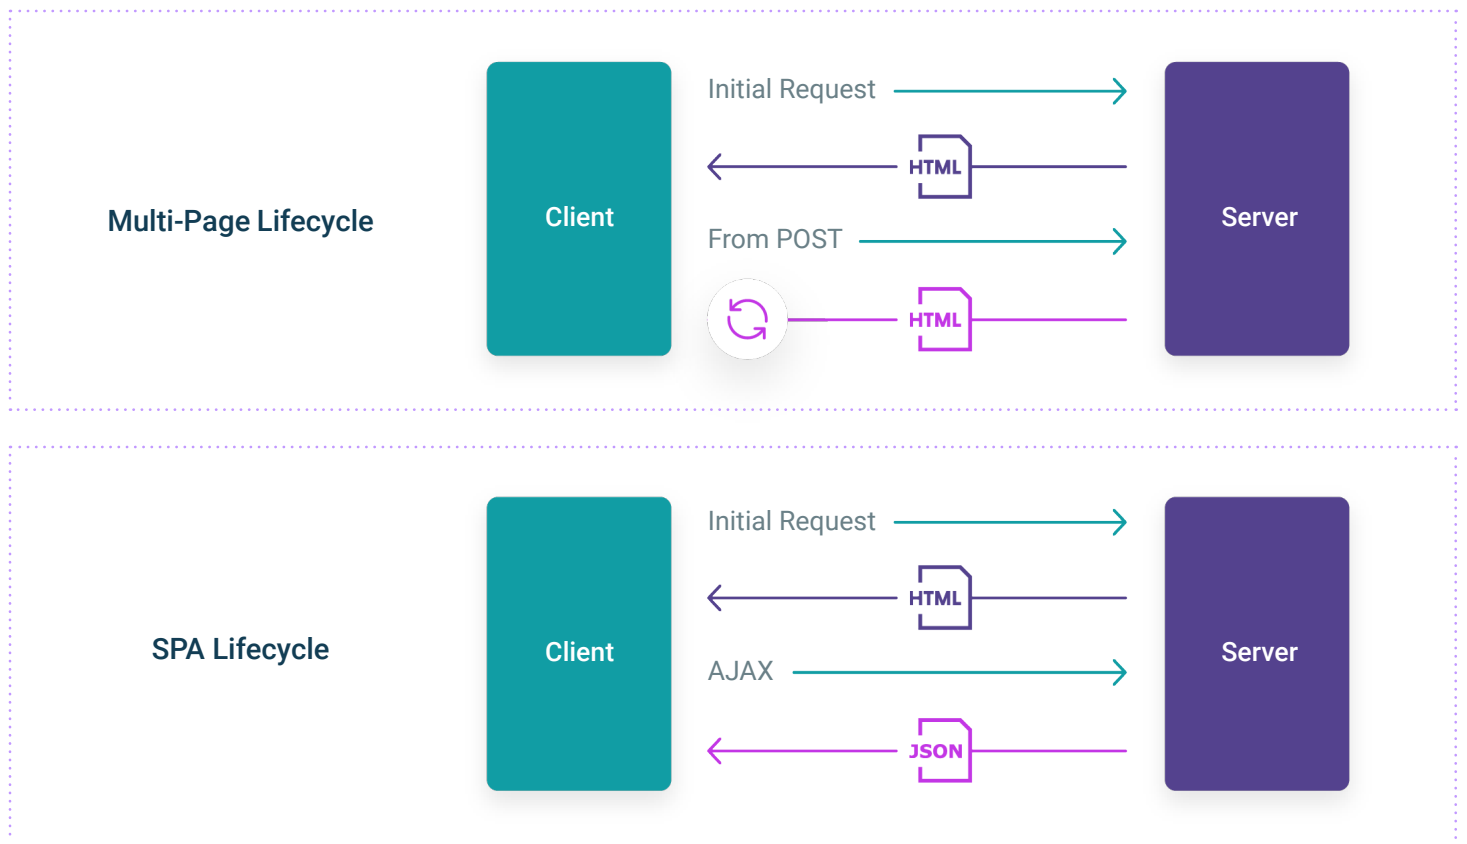 Initial Request
HTML
Multi-Page Lifecycle
Client
Server
From POST
HTML
Initial Request
HTML
SPA Lifecycle
Client
Server
AJAX
JSON